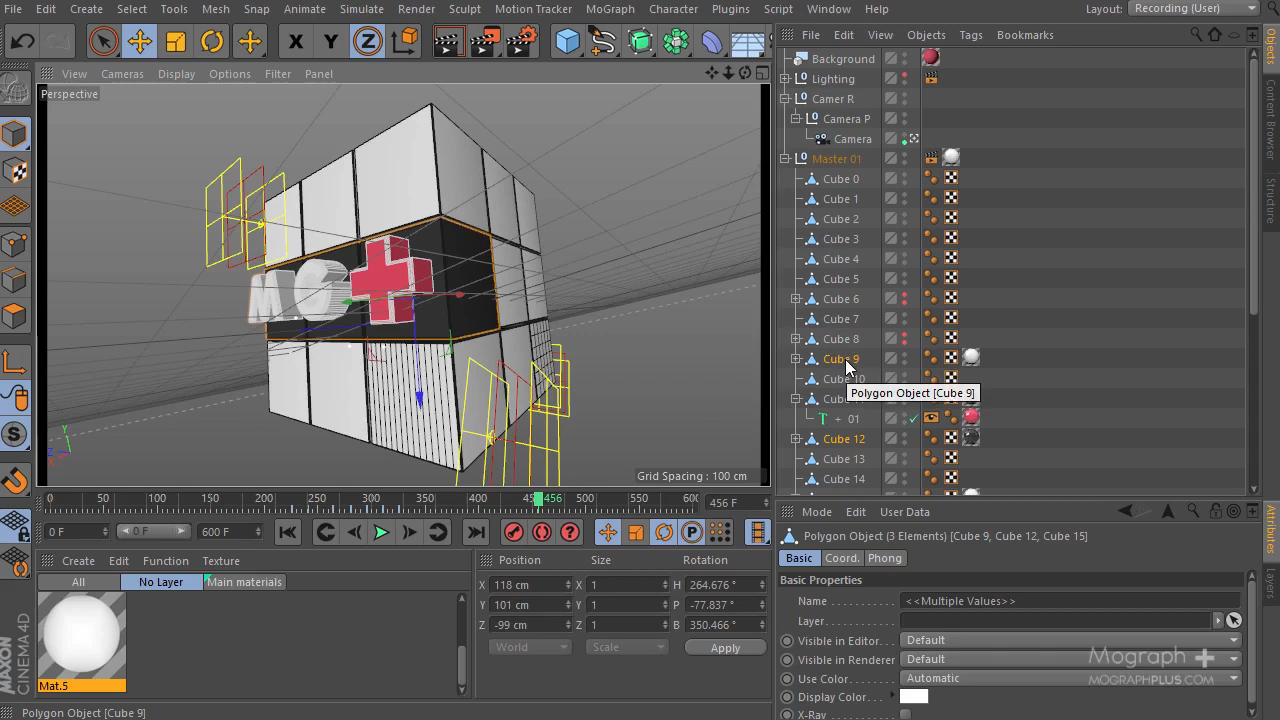 File Edit Create Select Tools Mesh Snap Animate Simulate Render Sculpt Motion Tracker MoGraph Character Plugins Script Window Help Layout: Recording (User)
X Y Z
File Edit View Objects Tags Bookmarks
View Cameras Display Options Filter Panel
Perspective
Background
Lighting
Camer R
Camera P
Camera
Master 01
Cube 0
Cube 1
Cube 2
Cube 3
Cube 4
Cube 5
Cube 6
Cube 7
Cube 8
Cube 9
Cube 10
Polygon Object [Cube 9]
+ 01
Cube 12
Cube 13
Cube 14
Objects
Content Browser
Structure
MG
Y
X
Z
Grid Spacing : 100 cm
0 50 100 150 200 250 300 350 400 456 500 550 600 456 F
0 F 0 F 600 F
Mode Edit User Data
Polygon Object (3 Elements) [Cube 9, Cube 12, Cube 15]
Basic Coord. Phong
Basic Properties
Name <<Multiple Values>>
Layer
Visible in Editor Default
Visible in Renderer Default
Use Color Automatic
Display Color
X-Ray
Attributes
Layers
Create Edit Function Texture
All No Layer Main materials
Mat.5
Position Size Rotation
X 118 cm X 1 H 264.676 °
Y 101 cm Y 1 P -77.837 °
Z -99 cm Z 1 B 350.466 °
World Scale Apply
MAXON CINEMA 4D
Mograph +
MOGRAPHPLUS.COM
Polygon Object [Cube 9]